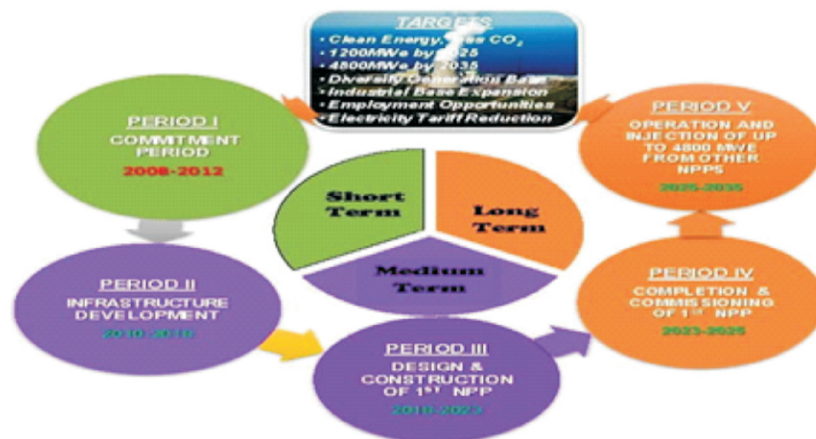 TARGETS
• Clean Energy, less CO₂
• 1200MWe by 2025
• 4800MWe by 2035
• Diversify Generation Base
• Industrial Base Expansion
• Employment Opportunities
• Electricity Tariff Reduction
PERIOD I
COMMITMENT
PERIOD
2008-2012
PERIOD II
INFRASTRUCTURE
DEVELOPMENT
PERIOD III
DESIGN &
CONSTRUCTION
OF 1ST NPP
PERIOD IV
COMPLETION &
COMMISSIONING
OF 1ST NPP
2023-2025
PERIOD V
OPERATION AND
INJECTION OF UP
TO 4800 MWE
FROM OTHER
NPPS
2025-2035
Short
Term
Long
Term
Medium
Term